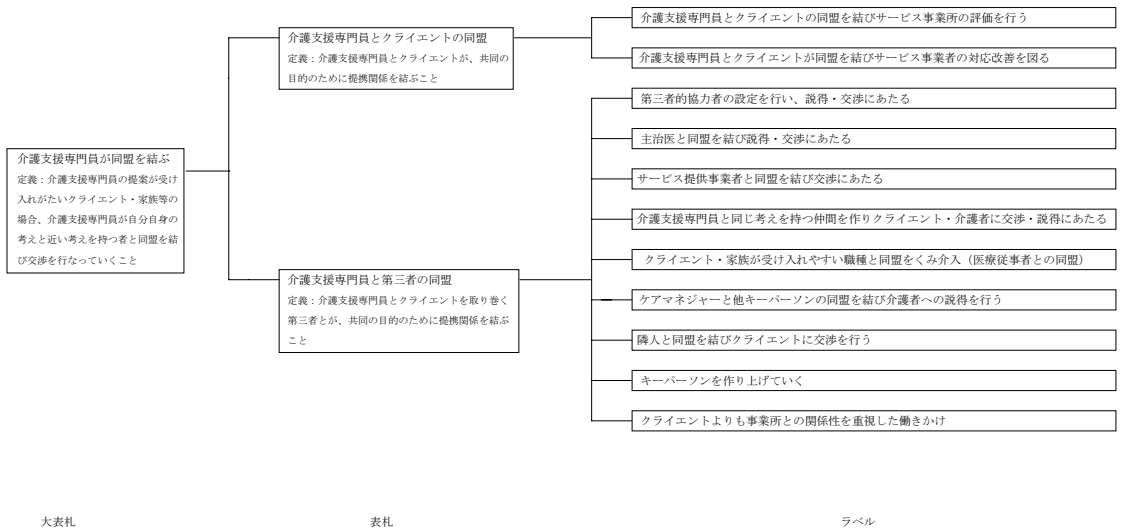 介護支援専門員が同盟を結ぶ
定義：介護支援専門員の提案が受け
入れがたいクライエント・家族等の
場合、介護支援専門員が自分自身の
考えと近い考えを持つ者と同盟を結
び交渉を行なっていくこと
介護支援専門員とクライエントの同盟
定義：介護支援専門員とクライエントが、共同の
目的のために提携関係を結ぶこと
介護支援専門員と第三者の同盟
定義：介護支援専門員とクライエントを取り巻く
第三者とが、共同の目的のために提携関係を結ぶ
こと
介護支援専門員とクライエントの同盟を結びサービス事業所の評価を行う
介護支援専門員とクライエントが同盟を結びサービス事業者の対応改善を図る
第三者的協力者の設定を行い、説得・交渉にあたる
主治医と同盟を結び説得・交渉にあたる
サービス提供事業者と同盟を結び交渉にあたる
介護支援専門員と同じ考えを持つ仲間を作りクライエント・介護者に交渉・説得にあたる
クライエント・家族が受け入れやすい職種と同盟をくみ介入（医療従事者との同盟）
ケアマネジャーと他キーパーソンの同盟を結び介護者への説得を行う
隣人と同盟を結びクライエントに交渉を行う
キーパーソンを作り上げていく
クライエントよりも事業所との関係性を重視した働きかけ
大表札
表札
ラベル